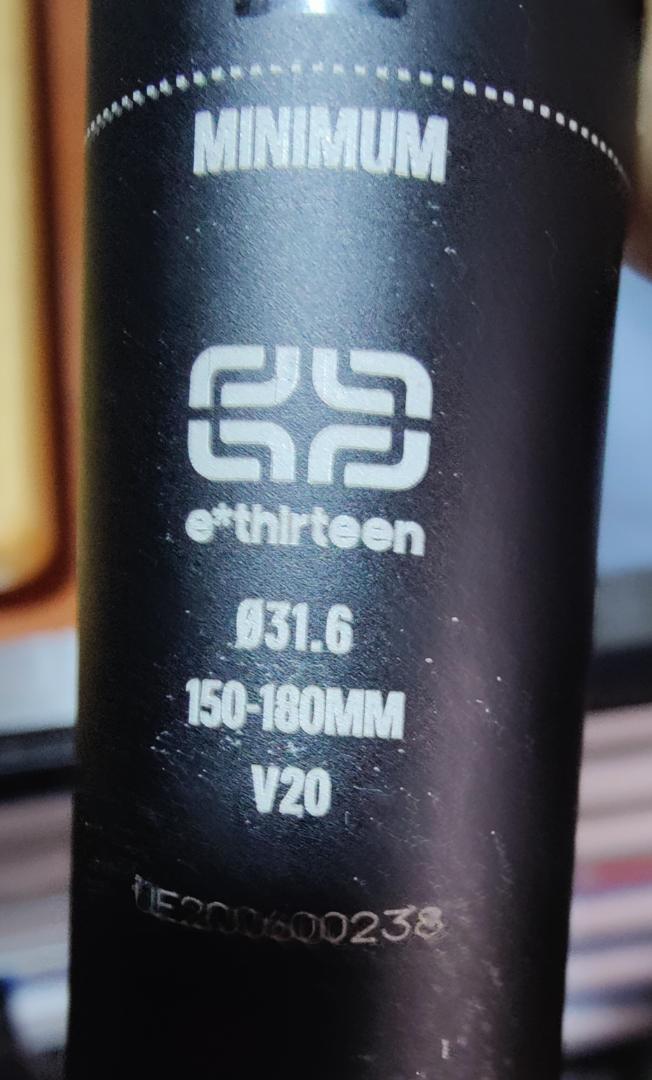 MINIMUM
e*thirteen
Ø31.6
150-180MM
V20